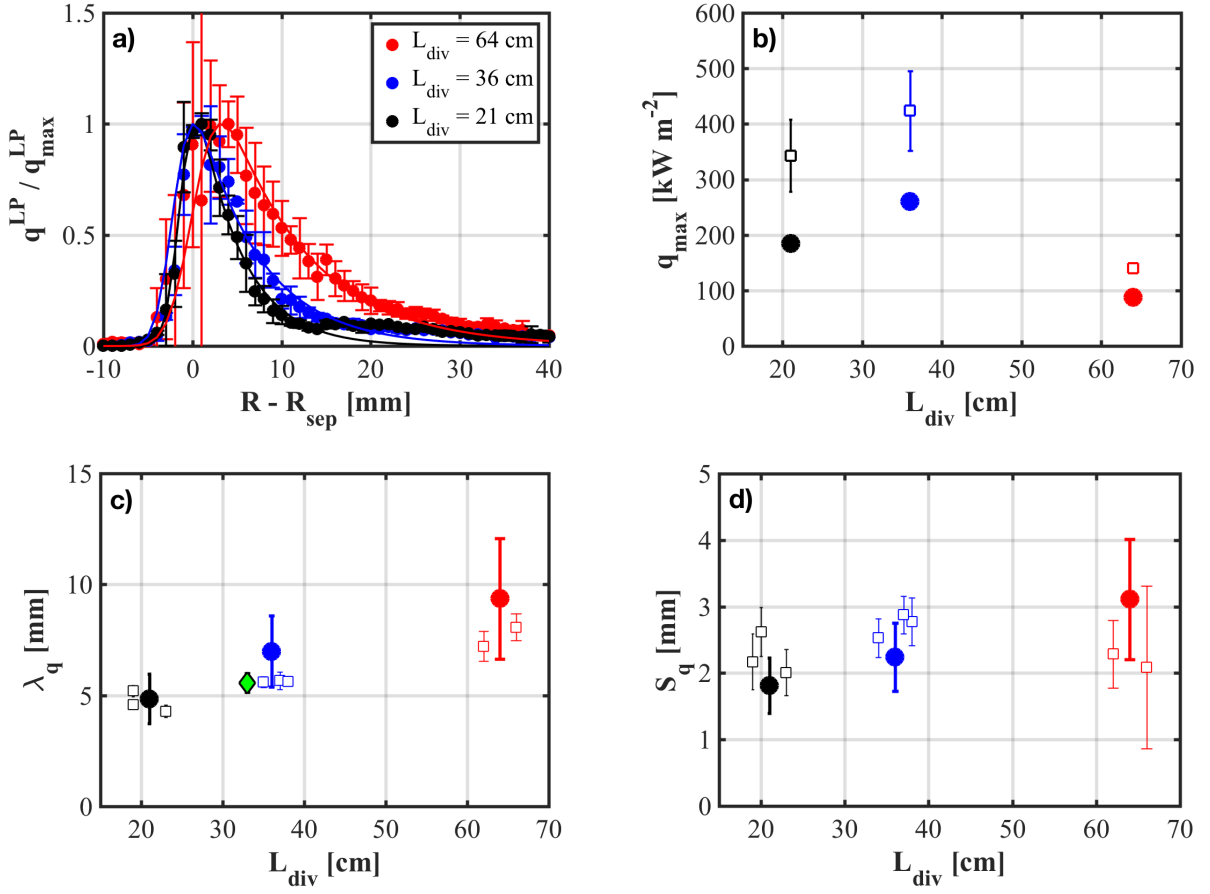 a)
1.5
1
0.5
0
q^LP / q_max^LP
L_div = 64 cm
L_div = 36 cm
L_div = 21 cm
-10 0 10 20 30 40
R - R_sep [mm]
b)
600
500
400
300
200
100
0
q_max [kW m^-2]
20 30 40 50 60 70
L_div [cm]
c)
15
10
5
0
λ_q [mm]
20 30 40 50 60 70
L_div [cm]
d)
5
4
3
2
1
0
S_q [mm]
20 30 40 50 60 70
L_div [cm]